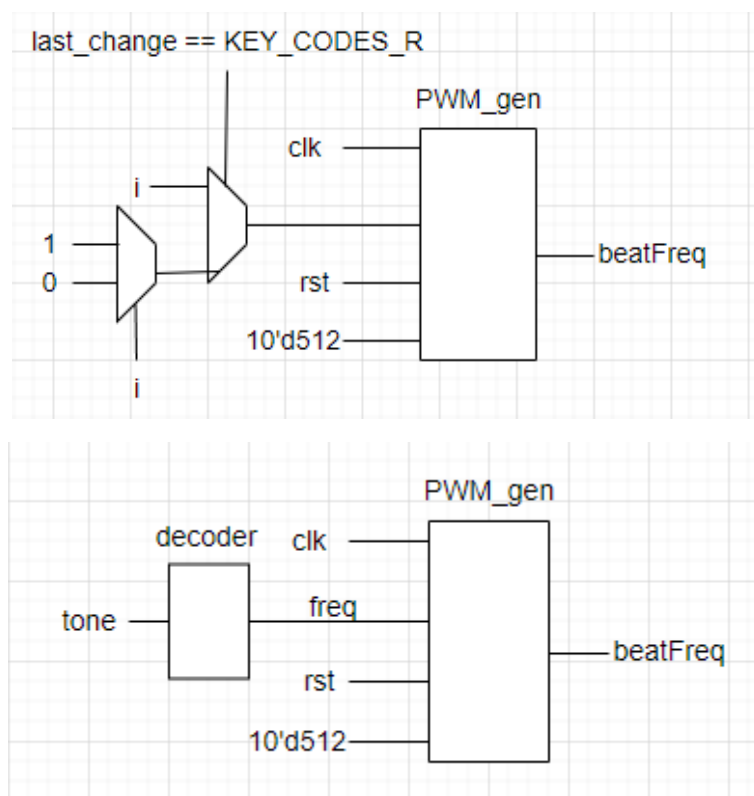 last_change == KEY_CODES_R
PWM_gen
clk
i
1
0
beatFreq
rst
10'd512
i
PWM_gen
decoder
clk
freq
tone
beatFreq
rst
10'd512